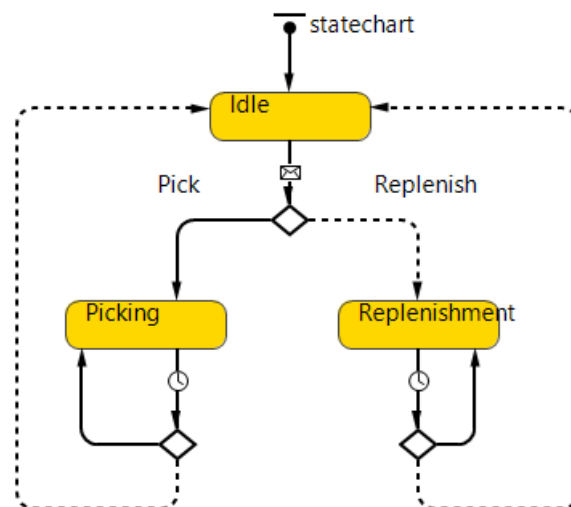 statechart
Idle
Pick
Replenish
Picking
Replenishment